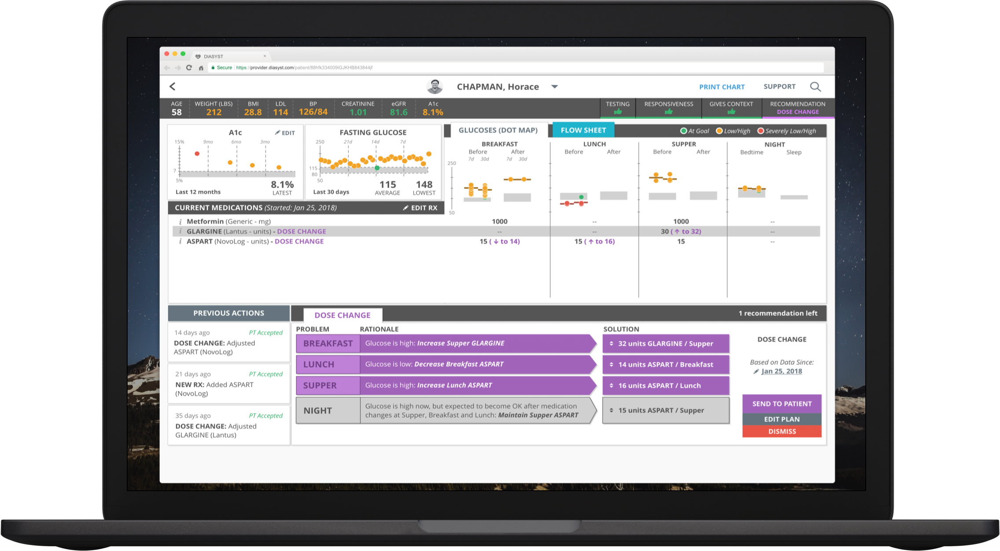 DIASYST
Secure https://provider.diasyst.com/patient/88hfk334009iGJKHB843844jf
CHAPMAN, Horace
PRINT CHART SUPPORT
AGE WEIGHT (LBS) BMI LDL BP CREATININE eGFR A1c TESTING RESPONSIVENESS GIVES CONTEXT RECOMMENDATION
58 212 28.8 114 126/84 1.01 81.6 8.1% DOSE CHANGE
A1c EDIT
15% 9mo 6mo 3mo
7
5%
8.1%
Last 12 months LATEST
FASTING GLUCOSE
250 21d 14d 7d
115
80
50
115 148
Last 30 days AVERAGE LOWEST
GLUCOSES (DOT MAP) FLOW SHEET At Goal Low/High Severely Low/High
BREAKFAST LUNCH SUPPER NIGHT
Before After Before After Before After Bedtime Sleep
7d 30d 7d 30d
250
50
CURRENT MEDICATIONS (Started: Jan 25, 2018) EDIT RX
i Metformin (Generic - mg) 1000 -- 1000 --
i GLARGINE (Lantus - units) - DOSE CHANGE -- -- 30 (↑ to 32) --
i ASPART (NovoLog - units) - DOSE CHANGE 15 (↓ to 14) 15 (↑ to 16) 15 --
PREVIOUS ACTIONS
14 days ago PT Accepted
DOSE CHANGE: Adjusted
ASPART (NovoLog)
21 days ago PT Accepted
NEW RX: Added ASPART
(NovoLog)
35 days ago PT Accepted
DOSE CHANGE: Adjusted
GLARGINE (Lantus)
DOSE CHANGE 1 recommendation left
PROBLEM RATIONALE SOLUTION
BREAKFAST Glucose is high: Increase Supper GLARGINE 32 units GLARGINE / Supper
LUNCH Glucose is low: Decrease Breakfast ASPART 14 units ASPART / Breakfast
SUPPER Glucose is high: Increase Lunch ASPART 16 units ASPART / Lunch
NIGHT Glucose is high now, but expected to become OK after medication
changes at Supper, Breakfast and Lunch: Maintain Supper ASPART 15 units ASPART / Supper
DOSE CHANGE
Based on Data Since:
Jan 25, 2018
SEND TO PATIENT
EDIT PLAN
DISMISS